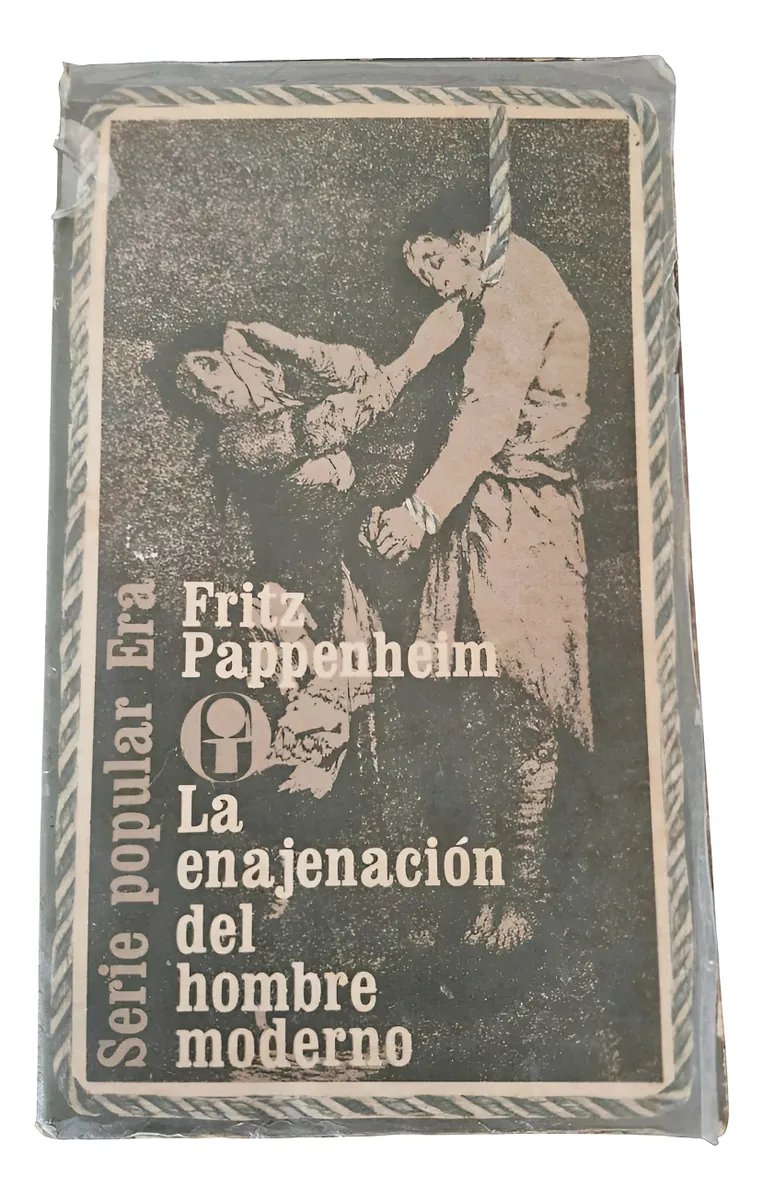 Serie popular Era
Fritz
Pappenheim
La
enajenación
del
hombre
moderno